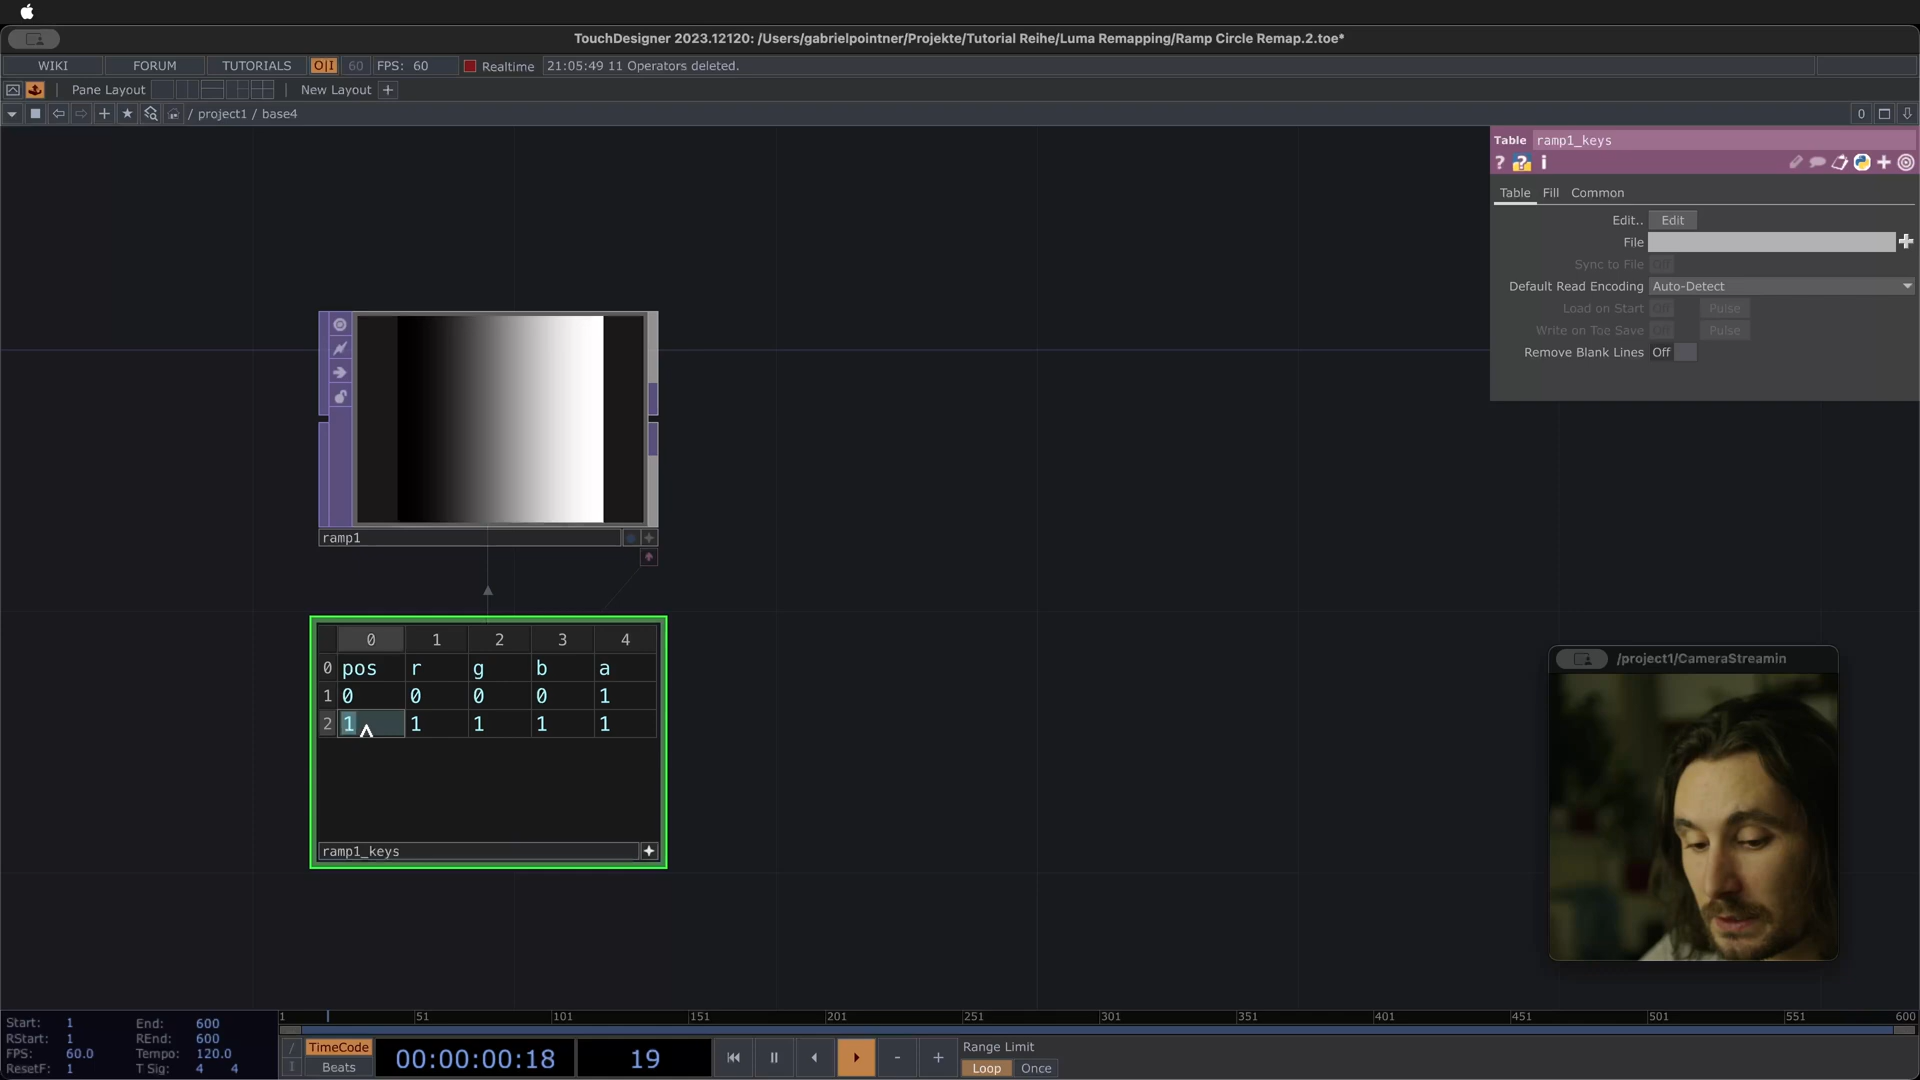 TouchDesigner 2023.12120: /Users/gabrielpointner/Projekte/Tutorial Reihe/Luma Remapping/Ramp Circle Remap.2.toe*
WIKI FORUM TUTORIALS O|I 60 FPS: 60 Realtime 21:05:49 11 Operators deleted.
Pane Layout New Layout +
/ project1 / base4 0
Table ramp1_keys
? ? i
Table Fill Common
Edit.. Edit
File
Sync to File Off
Default Read Encoding Auto-Detect
Load on Start Off Pulse
Write on Toe Save Off Pulse
Remove Blank Lines Off
ramp1
0 1 2 3 4
0 pos r g b a
1 0 0 0 0 1
2 1 1 1 1 1
ramp1_keys
/project1/CameraStreamin
1 51 101 151 201 251 301 351 401 451 501 551 600
Start: 1 End: 600
RStart: 1 REnd: 600
FPS: 60.0 Tempo: 120.0
ResetF: 1 T Sig: 4 4
TimeCode
Beats
00:00:00:18 19
- +
Range Limit
Loop Once